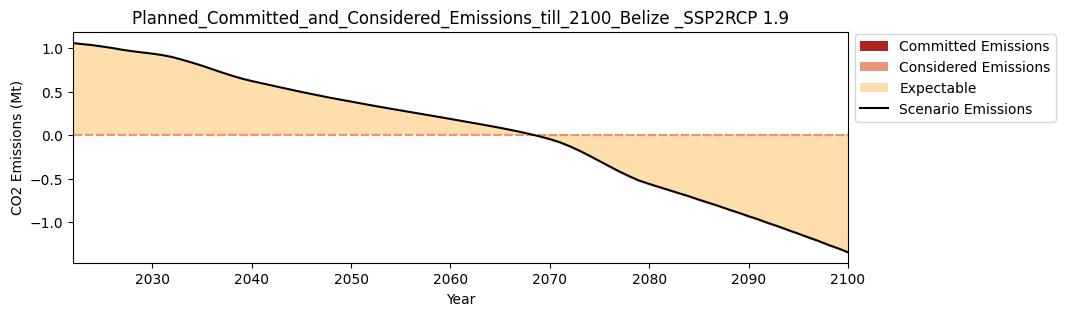 Planned_Committed_and_Considered_Emissions_till_2100_Belize _SSP2RCP 1.9
CO2 Emissions (Mt)
1.0
0.5
0.0
−0.5
−1.0
2030 2040 2050 2060 2070 2080 2090 2100
Year
Committed Emissions
Considered Emissions
Expectable
Scenario Emissions